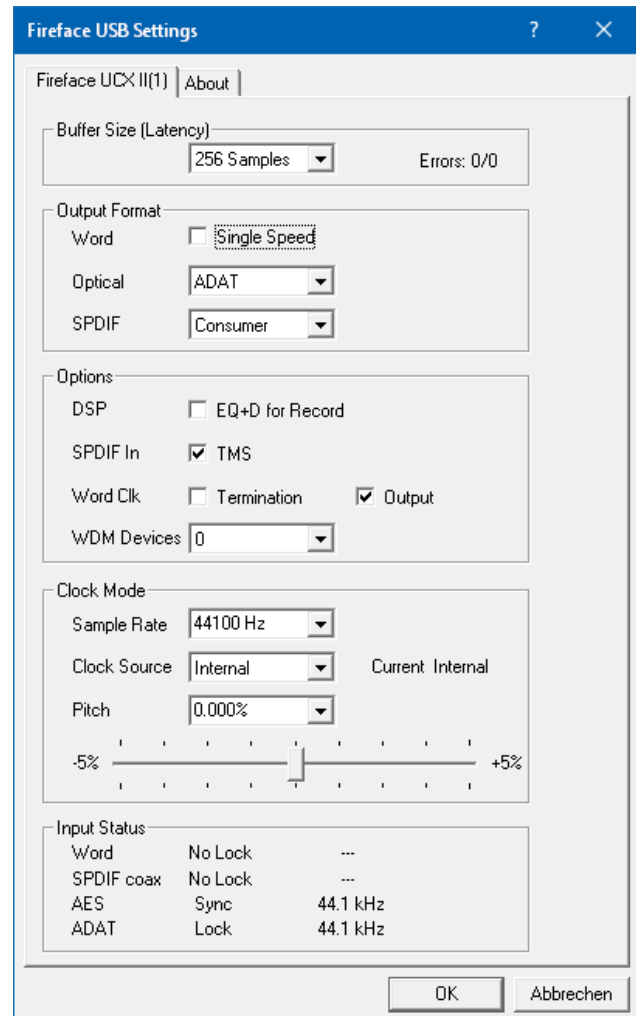 Fireface USB Settings ? ×
Fireface UCX II(1) About
Buffer Size (Latency)
256 Samples Errors: 0/0
Output Format
Word Single Speed
Optical ADAT
SPDIF Consumer
Options
DSP EQ+D for Record
SPDIF In TMS
Word Clk Termination Output
WDM Devices 0
Clock Mode
Sample Rate 44100 Hz
Clock Source Internal Current Internal
Pitch 0.000%
-5% +5%
Input Status
Word No Lock ---
SPDIF coax No Lock ---
AES Sync 44.1 kHz
ADAT Lock 44.1 kHz
OK Abbrechen